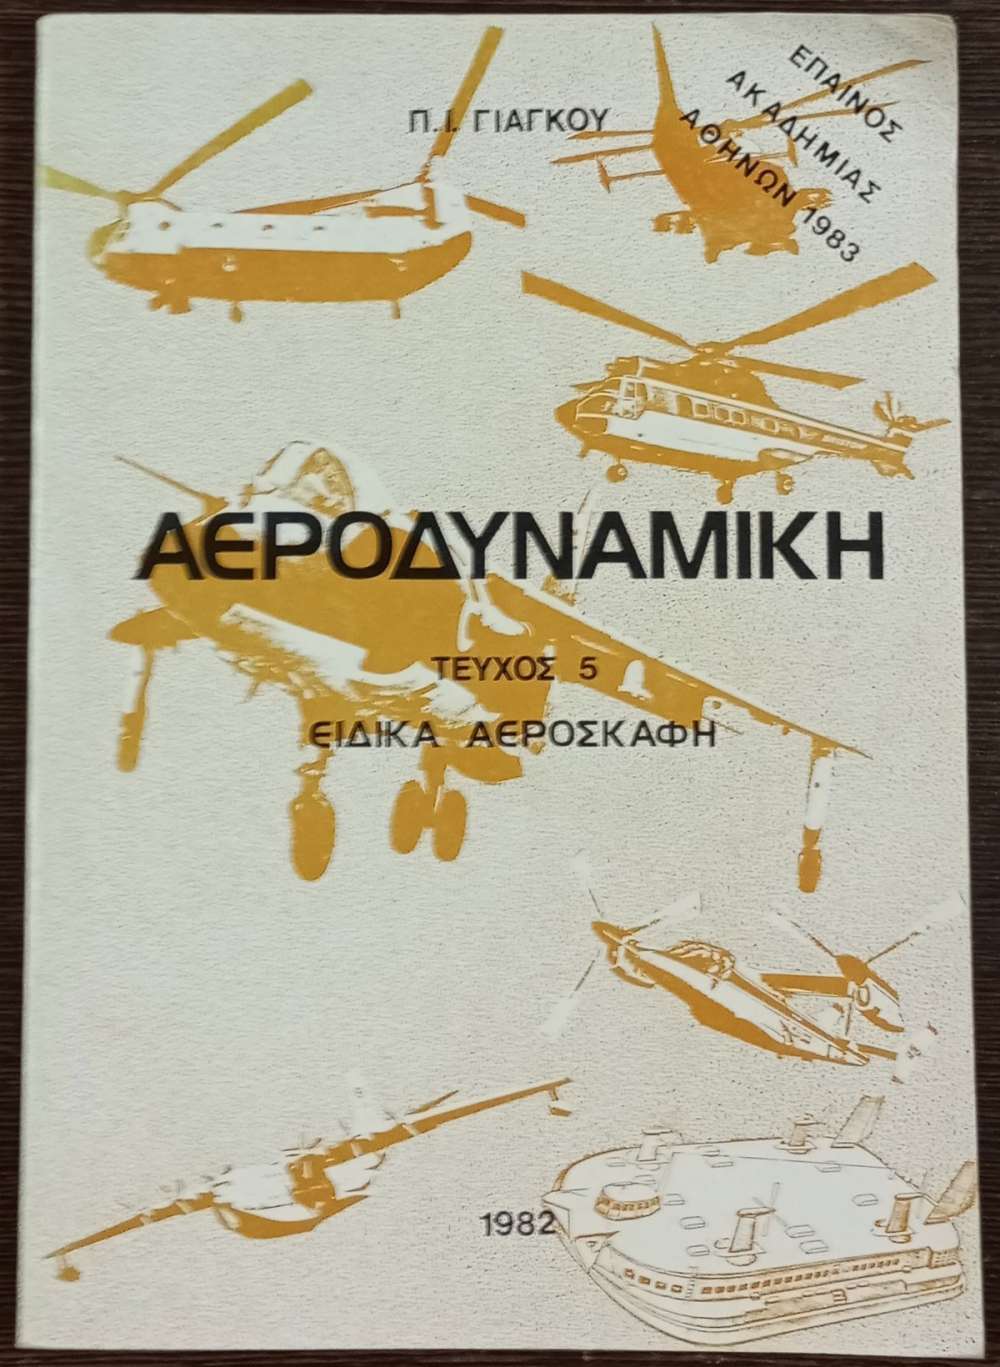 Π. Ι. ΓΙΑΓΚΟΥ
ΕΠΑΙΝΟΣ
ΑΚΑΔΗΜΙΑΣ
ΑΘΗΝΩΝ 1983
ΑΕΡΟΔΥΝΑΜΙΚΗ
ΤΕΥΧΟΣ 5
ΕΙΔΙΚΑ ΑΕΡΟΣΚΑΦΗ
1982